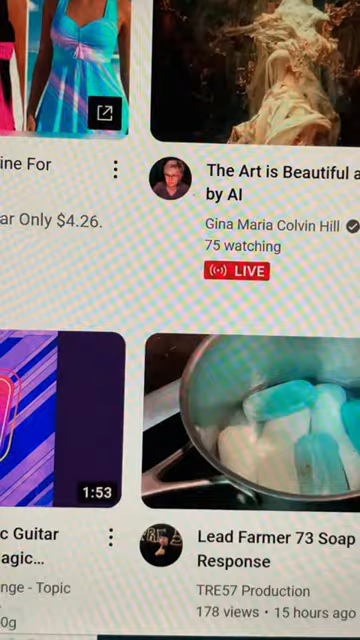 ine For
ar Only $4.26.
The Art is Beautiful a
by AI
Gina Maria Colvin Hill
75 watching
LIVE
1:53
c Guitar
agic...
nge - Topic
0g
Lead Farmer 73 Soap
Response
TRE57 Production
178 views • 15 hours ago